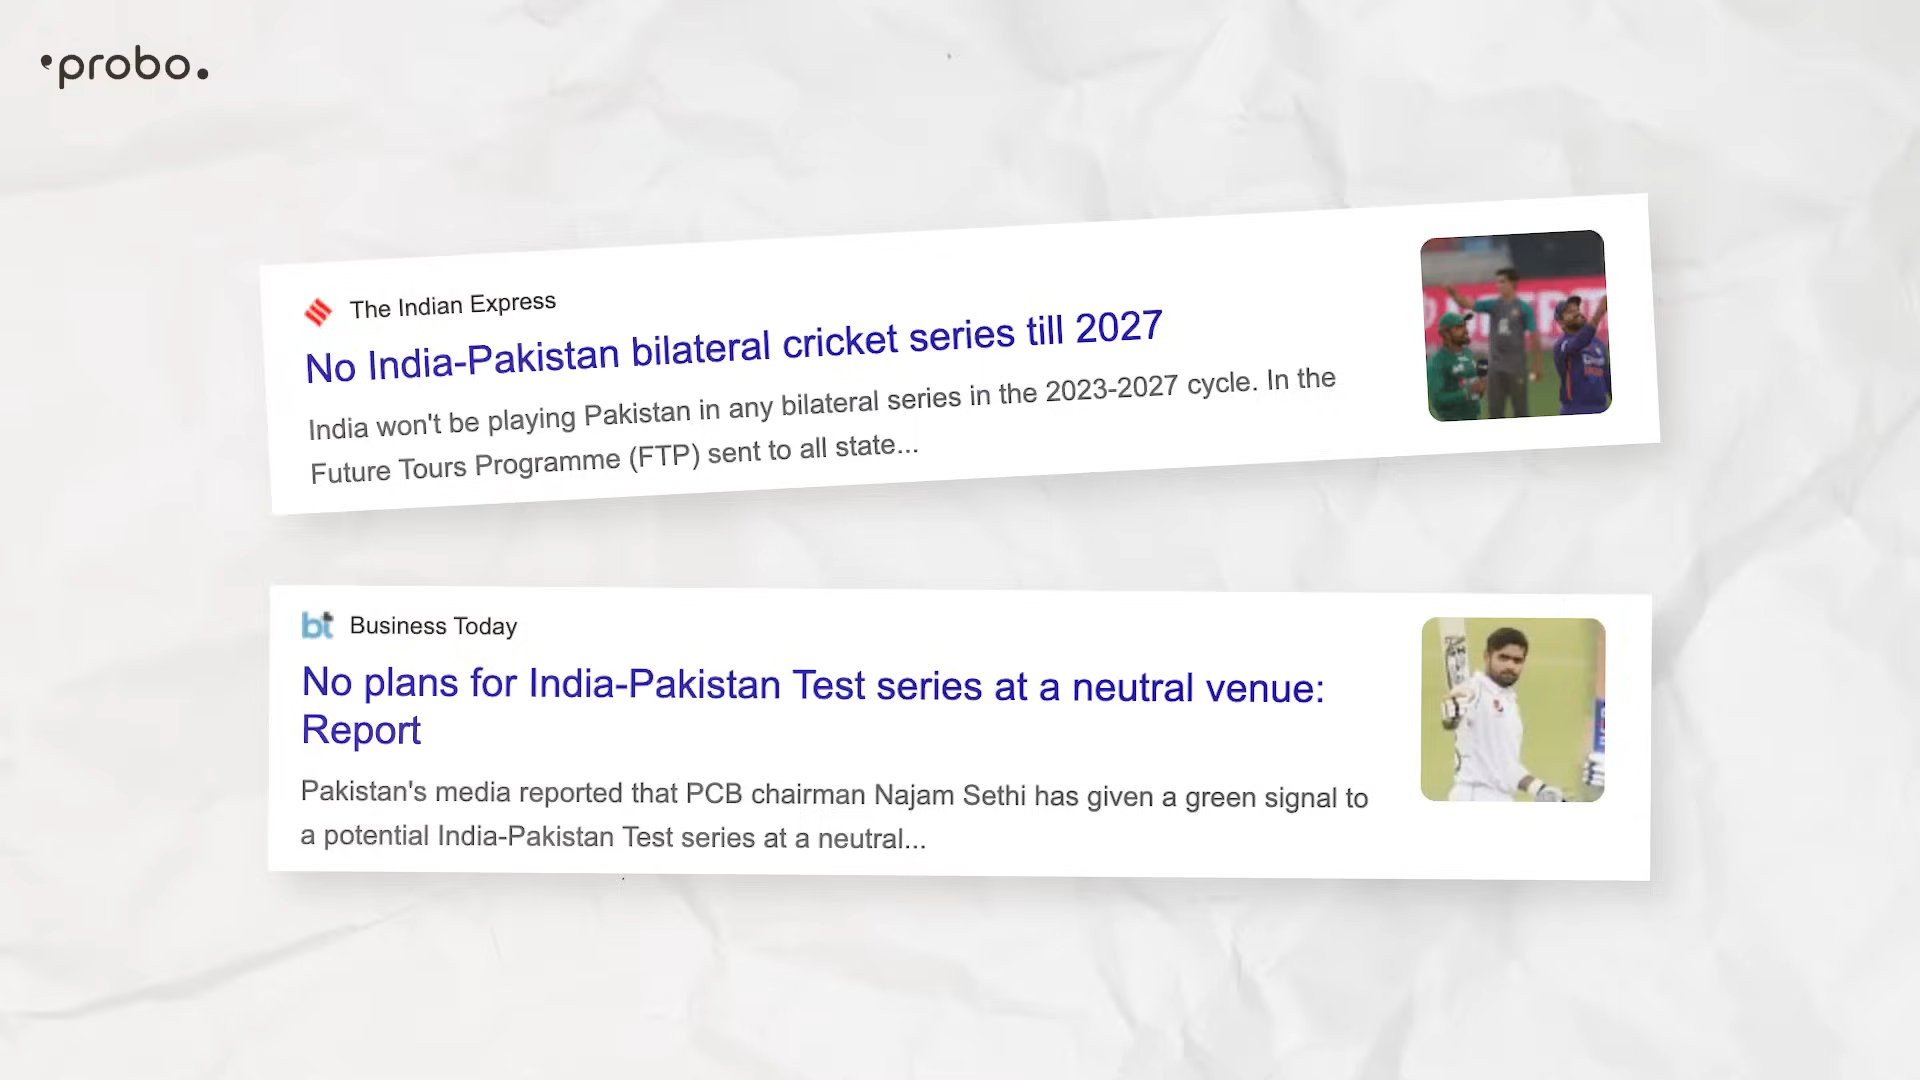 probo.
The Indian Express
No India-Pakistan bilateral cricket series till 2027
India won't be playing Pakistan in any bilateral series in the 2023-2027 cycle. In the
Future Tours Programme (FTP) sent to all state...
bt Business Today
No plans for India-Pakistan Test series at a neutral venue:
Report
Pakistan's media reported that PCB chairman Najam Sethi has given a green signal to
a potential India-Pakistan Test series at a neutral...